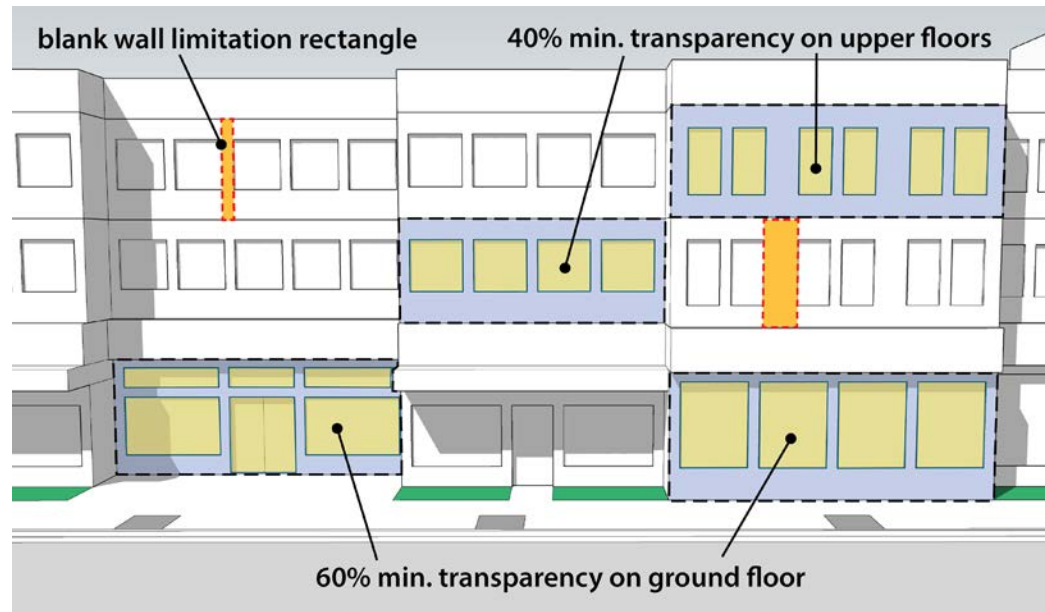 blank wall limitation rectangle
40% min. transparency on upper floors
60% min. transparency on ground floor